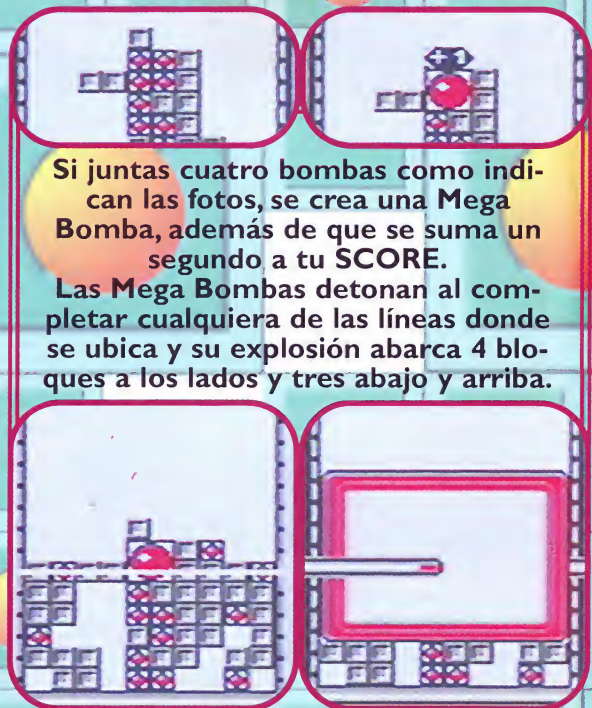 Si juntas cuatro bombas como indi-
can las fotos, se crea una Mega
Bomba, además de que se suma un
segundo a tu SCORE.
Las Mega Bombas detonan al com-
pletar cualquiera de las líneas donde
se ubica y su explosión abarca 4 blo-
ques a los lados y tres abajo y arriba.